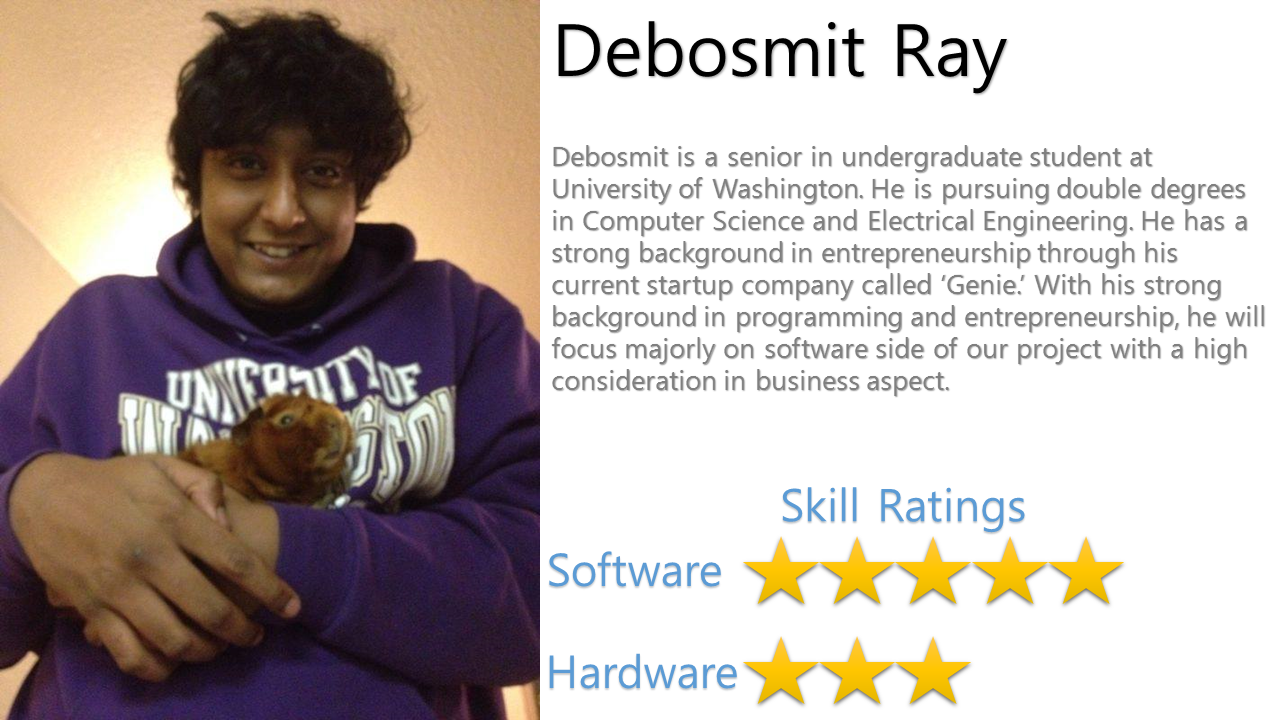 Debosmit Ray
Debosmit is a senior in undergraduate student at
University of Washington. He is pursuing double degrees
in Computer Science and Electrical Engineering. He has a
strong background in entrepreneurship through his
current startup company called ‘Genie.’ With his strong
background in programming and entrepreneurship, he will
focus majorly on software side of our project with a high
consideration in business aspect.
Skill Ratings
Software
Hardware
UNIVERSITY OF